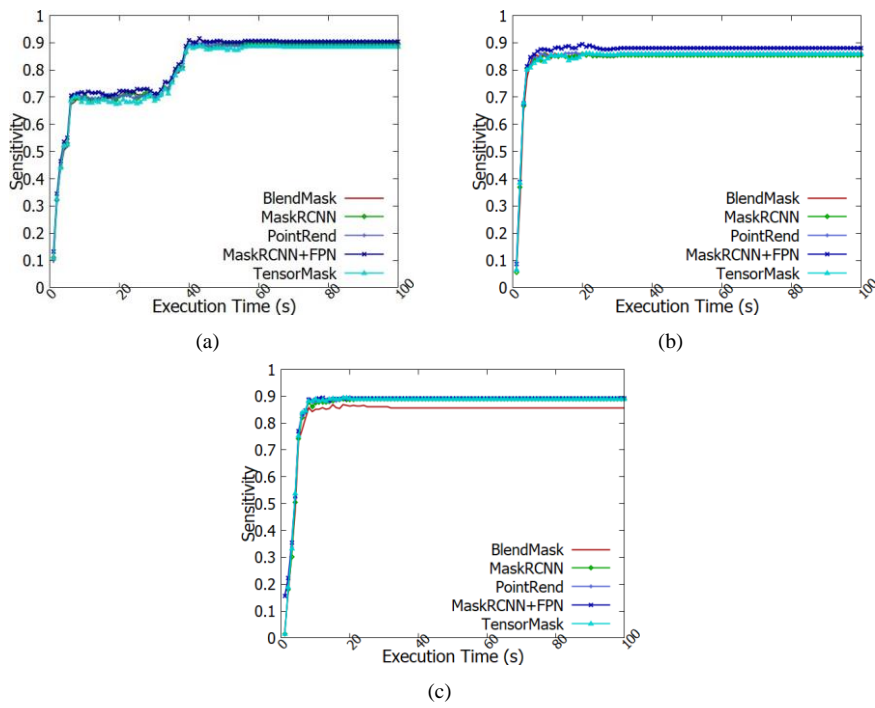 1
0.9
0.8
0.7
0.6
0.5
0.4
0.3
0.2
0.1
0
Sensitivity
BlendMask
MaskRCNN
PointRend
MaskRCNN+FPN
TensorMask
0
20
40
60
80
100
Execution Time (s)
(a)
1
0.9
0.8
0.7
0.6
0.5
0.4
0.3
0.2
0.1
0
Sensitivity
BlendMask
MaskRCNN
PointRend
MaskRCNN+FPN
TensorMask
0
20
40
60
80
100
Execution Time (s)
(b)
1
0.9
0.8
0.7
0.6
0.5
0.4
0.3
0.2
0.1
0
Sensitivity
BlendMask
MaskRCNN
PointRend
MaskRCNN+FPN
TensorMask
0
20
40
60
80
100
Execution Time (s)
(c)